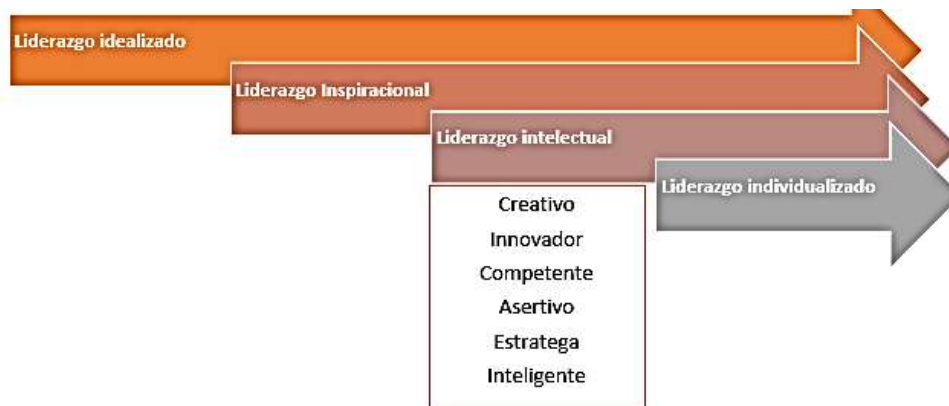 Liderazgo idealizado
Liderazgo Inspiracional
Liderazgo intelectual
Liderazgo individualizado
Creativo
Innovador
Competente
Asertivo
Estratega
Inteligente